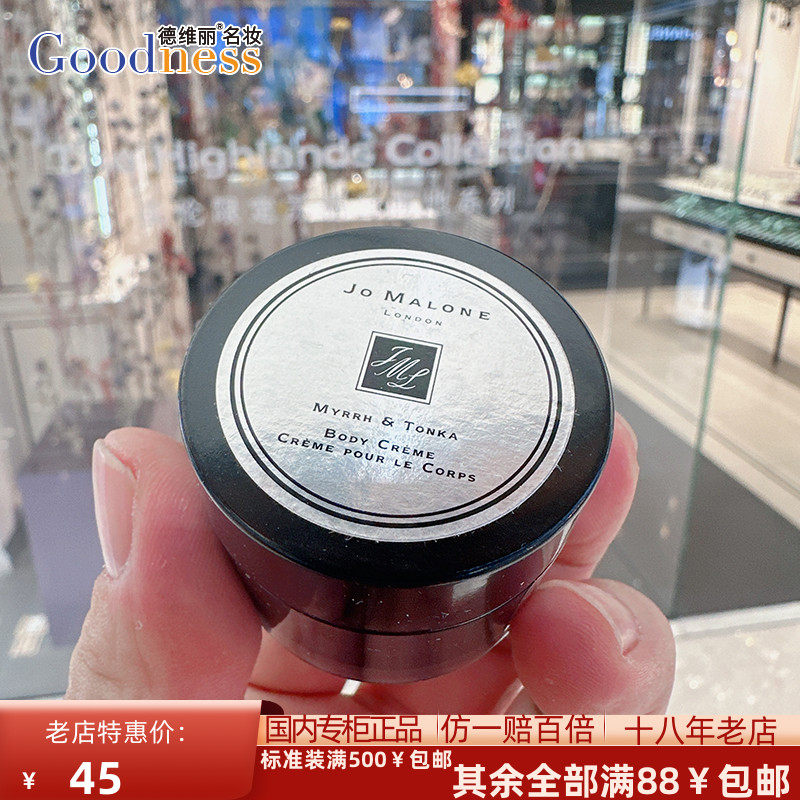 德维丽®名妆
Goodness
Highlands Collection
JO MALONE
LONDON
JML
MYRRH & TONKA
BODY CRÈME
CRÈME POUR LE CORPS
老店特惠价:
¥ 45
国内专柜正品 仿一赔百倍 十八年老店
标准装满500¥包邮
其余全部满88¥包邮